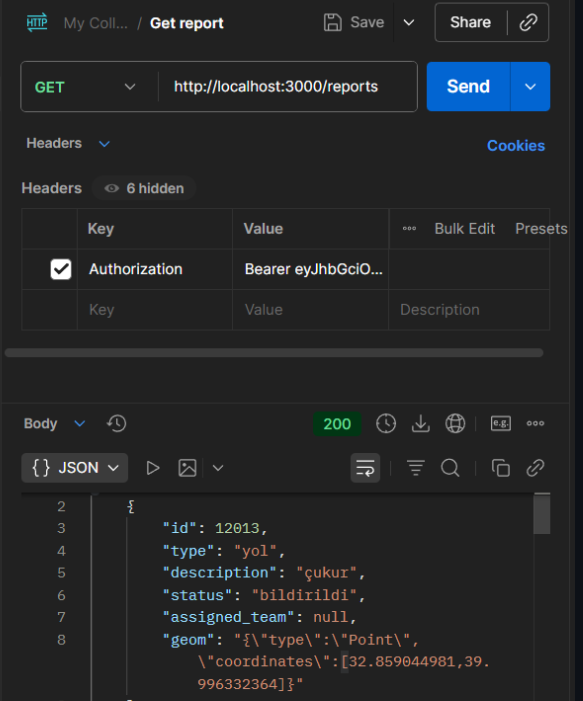 HTTP My Coll... / Get report Save Share
GET http://localhost:3000/reports Send
Headers Cookies
Headers 6 hidden
Key Value Bulk Edit Presets
Authorization Bearer eyJhbGciO...
Key Value Description
Body 200 e.g.
{} JSON
2 {
3 "id": 12013,
4 "type": "yol",
5 "description": "çukur",
6 "status": "bildirildi",
7 "assigned_team": null,
8 "geom": "{\"type\":\"Point\",
\"coordinates\":[32.859044981,39.
996332364]}"